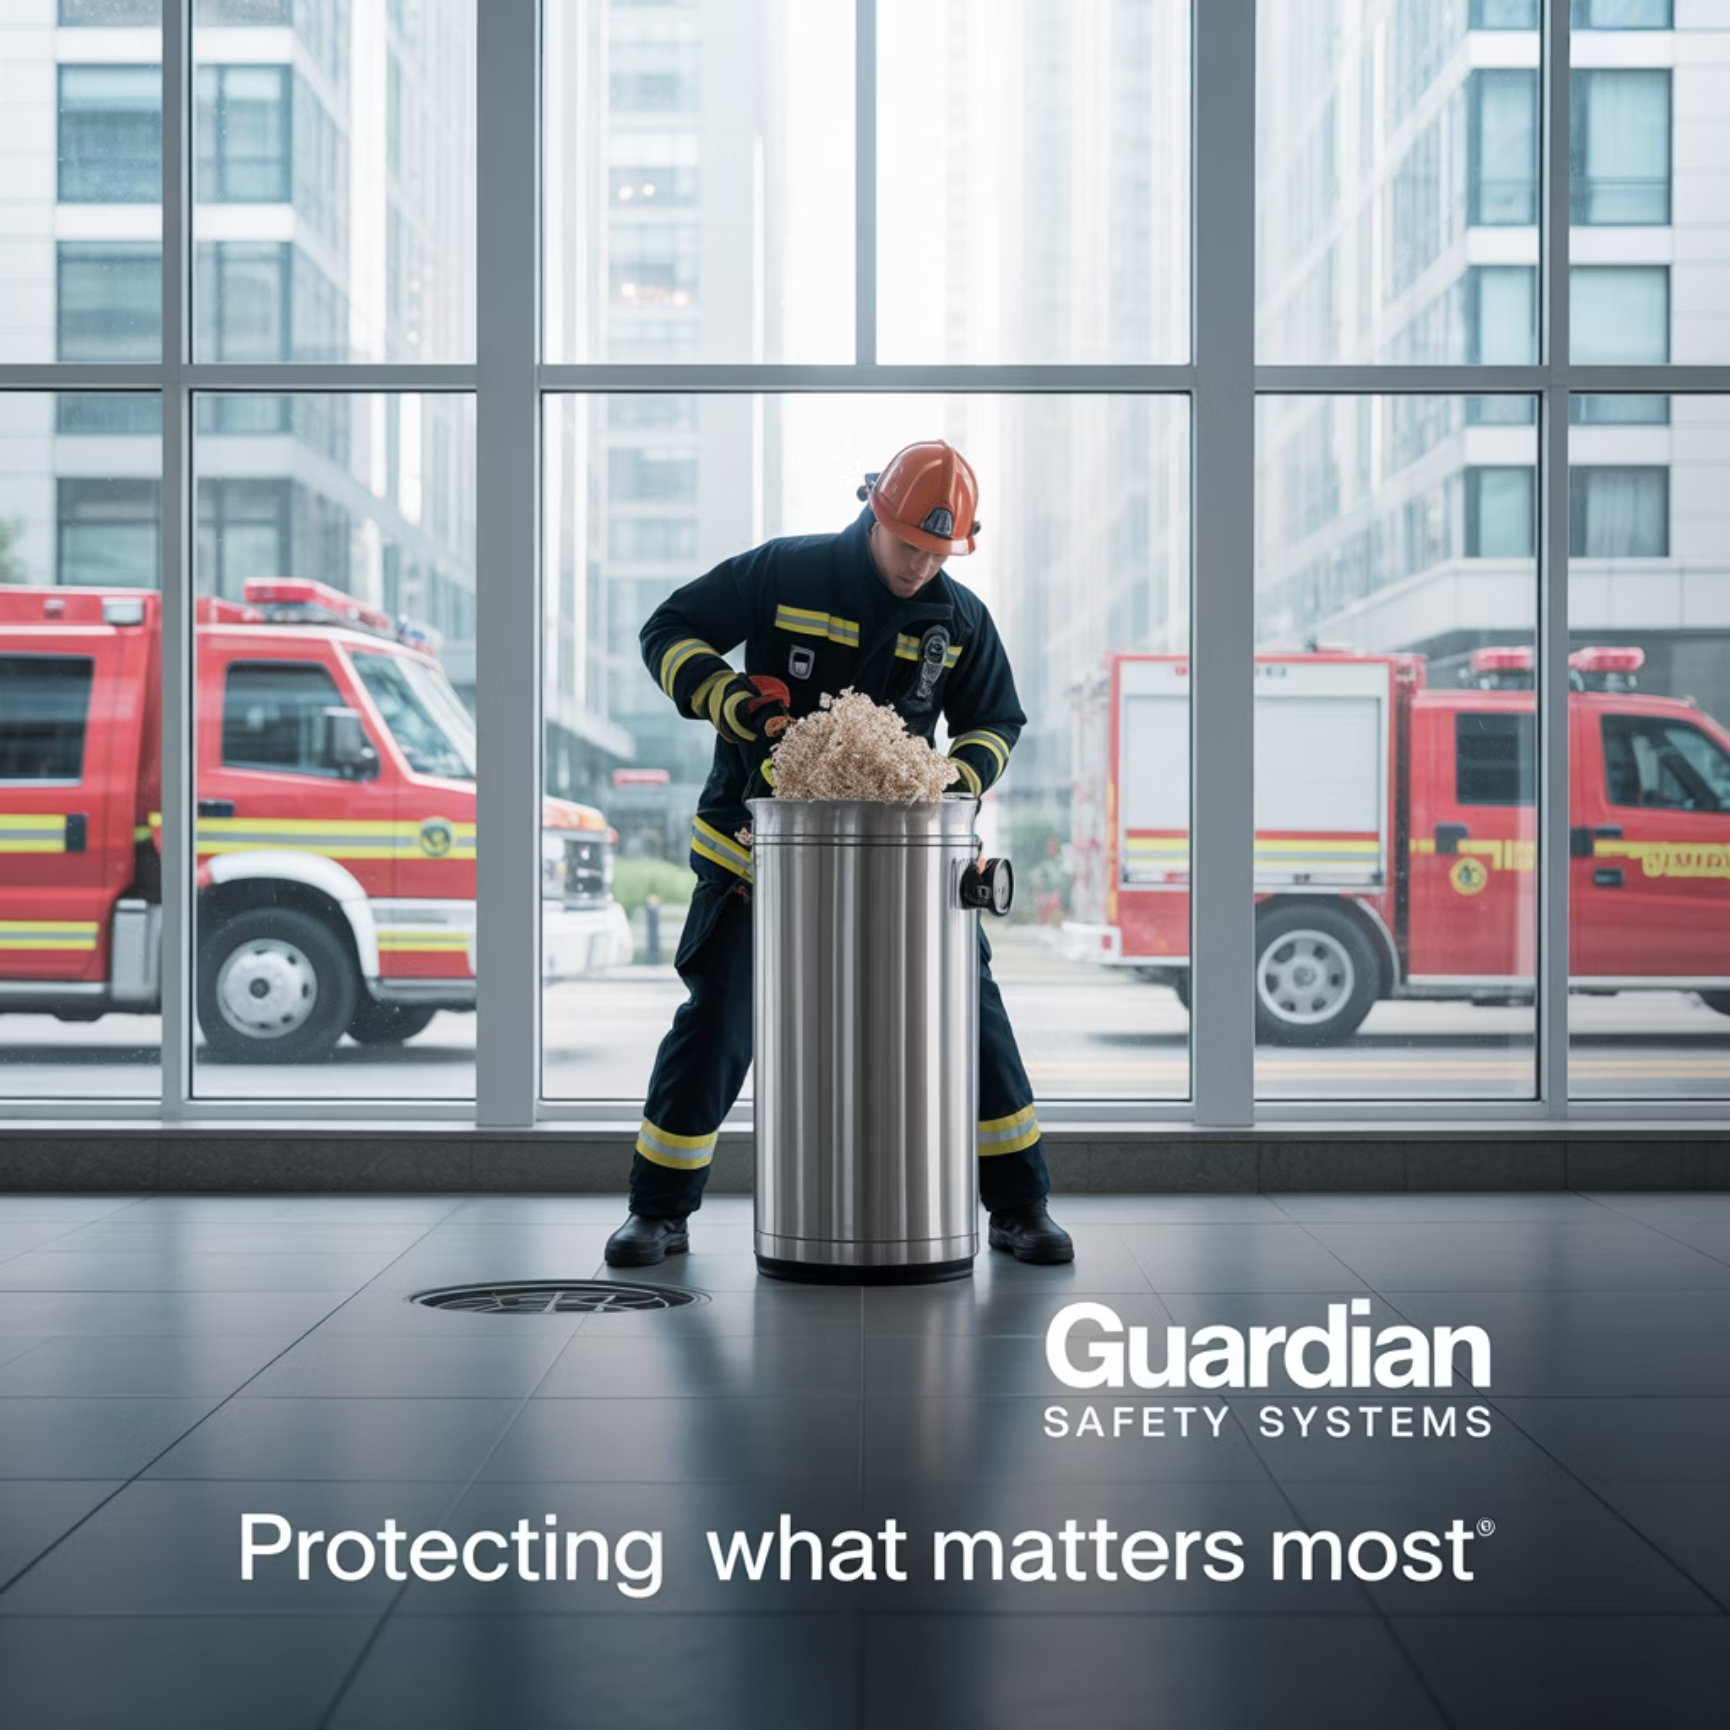 Guardian
SAFETY SYSTEMS
Protecting what matters most